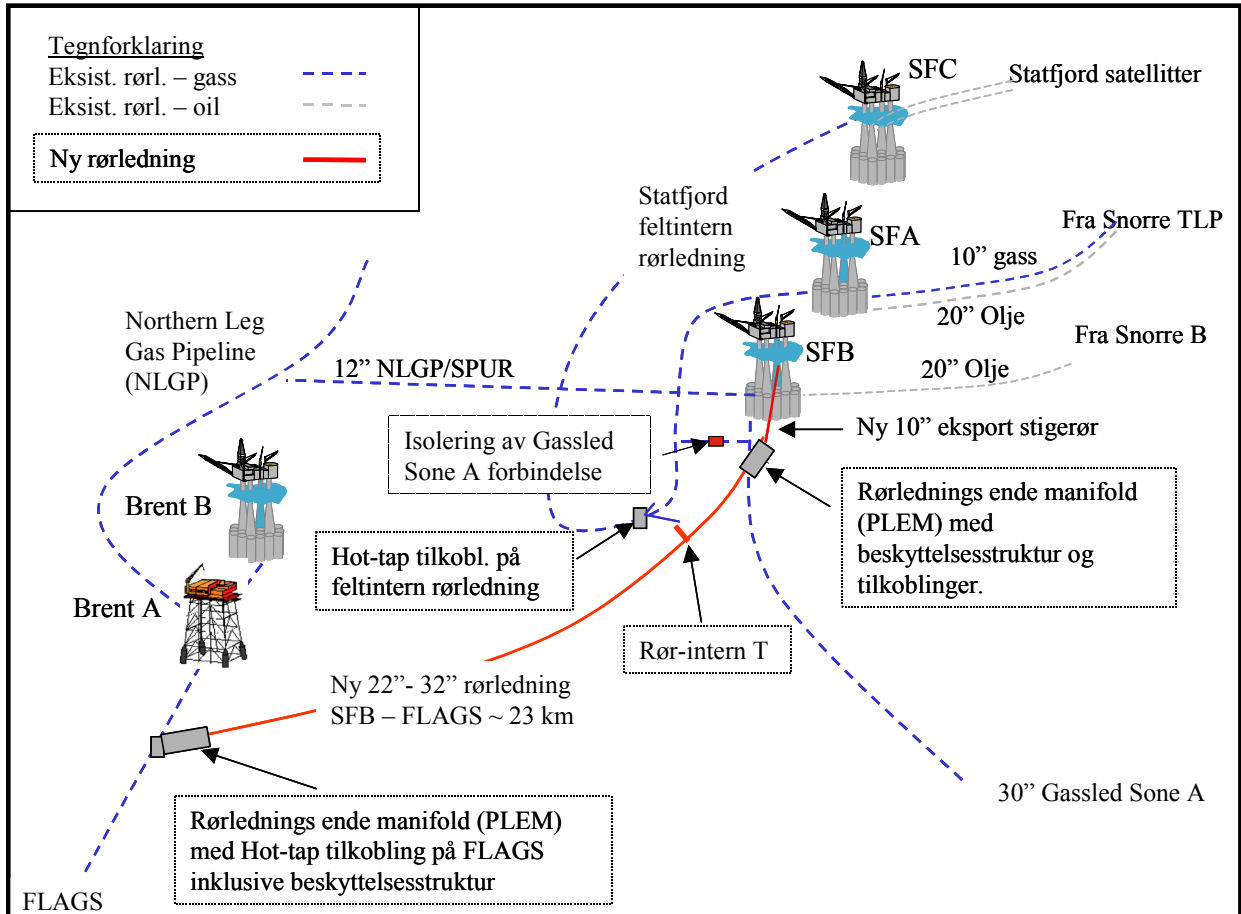 Tegnforklaring
Eksist. rørl. – gass
Eksist. rørl. – oil
Ny rørledning
SFC
Statfjord satellitter
Statfjord
feltintern
rørledning
SFA
Fra Snorre TLP
10” gass
20” Olje
Northern Leg
Gas Pipeline
(NLGP)
12” NLGP/SPUR
SFB
Fra Snorre B
20” Olje
Isolering av Gassled
Sone A forbindelse
Ny 10” eksport stigerør
Brent B
Rørlednings ende manifold
(PLEM) med
beskyttelsesstruktur og
tilkoblinger.
Hot-tap tilkobl. på
feltintern rørledning
Brent A
Rør-intern T
Ny 22”- 32” rørledning
SFB – FLAGS ~ 23 km
30” Gassled Sone A
Rørlednings ende manifold (PLEM)
med Hot-tap tilkobling på FLAGS
inklusive beskyttelsesstruktur
FLAGS